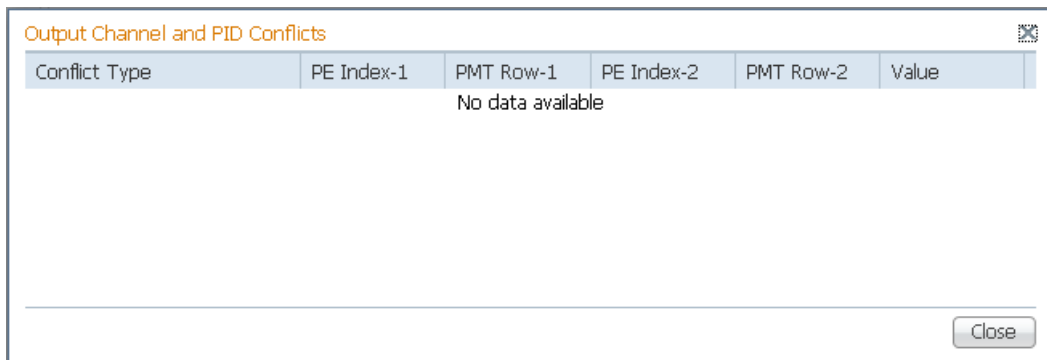 Output Channel and PID Conflicts
Conflict Type PE Index-1 PMT Row-1 PE Index-2 PMT Row-2 Value
No data available
Close